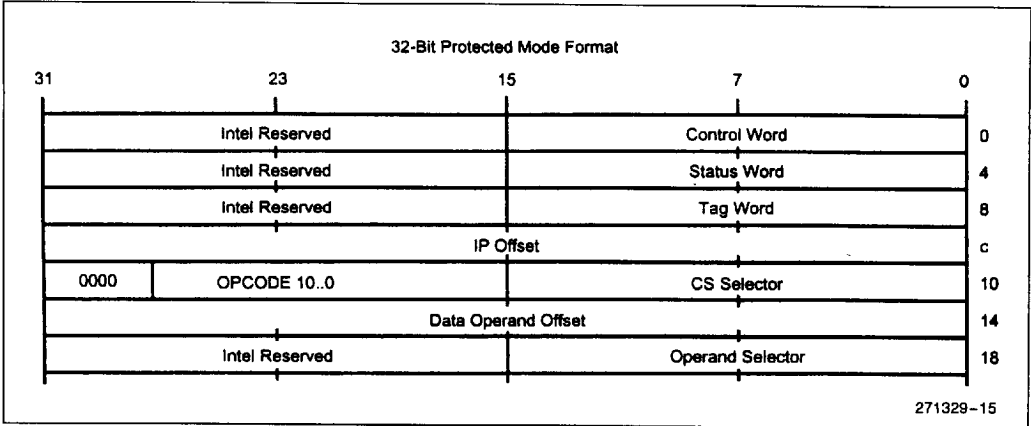 32-Bit Protected Mode Format
31 23 15 7 0
Intel Reserved Control Word 0
Intel Reserved Status Word 4
Intel Reserved Tag Word 8
IP Offset c
0000 OPCODE 10..0 CS Selector 10
Data Operand Offset 14
Intel Reserved Operand Selector 18
271329-15